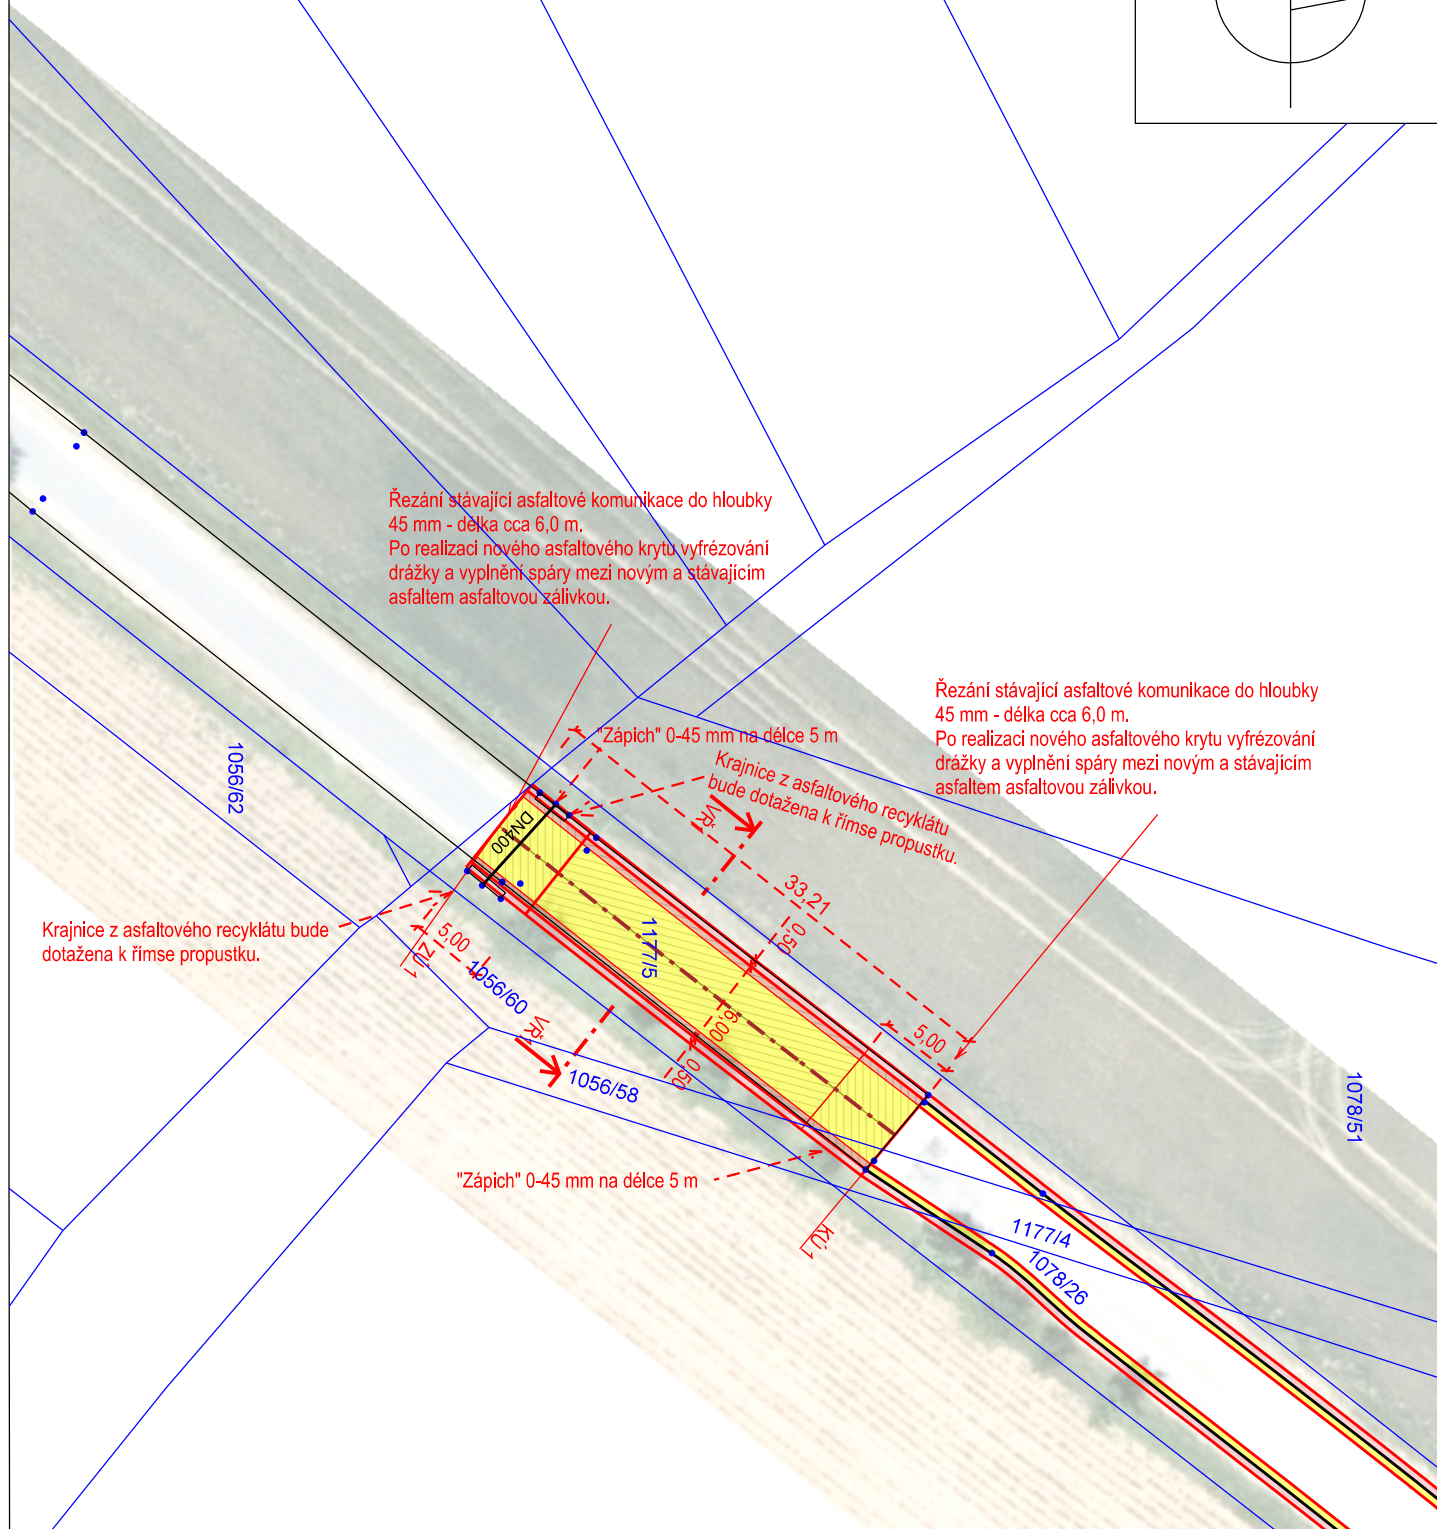 Řezání stávající asfaltové komunikace do hloubky
45 mm - délka cca 6,0 m.
Po realizaci nového asfaltového krytu vyfrézování
drážky a vyplnění spáry mezi novým a stávajícím
asfaltem asfaltovou zálivkou.
Řezání stávající asfaltové komunikace do hloubky
45 mm - délka cca 6,0 m.
Po realizaci nového asfaltového krytu vyfrézování
drážky a vyplnění spáry mezi novým a stávajícím
asfaltem asfaltovou zálivkou.
"Zápich" 0-45 mm na délce 5 m
Krajnice z asfaltového recyklátu
bude dotažena k římse propustku.
1056/62
DN400
VŘ1
33,21
0,50
1177/5
Krajnice z asfaltového recyklátu bude
dotažena k římse propustku.
5,00
ZÚ1
1056/60
6,00
VŘ1
0,50
5,00
1056/58
1078/51
"Zápich" 0-45 mm na délce 5 m
KÚ1
1177/4
1078/26